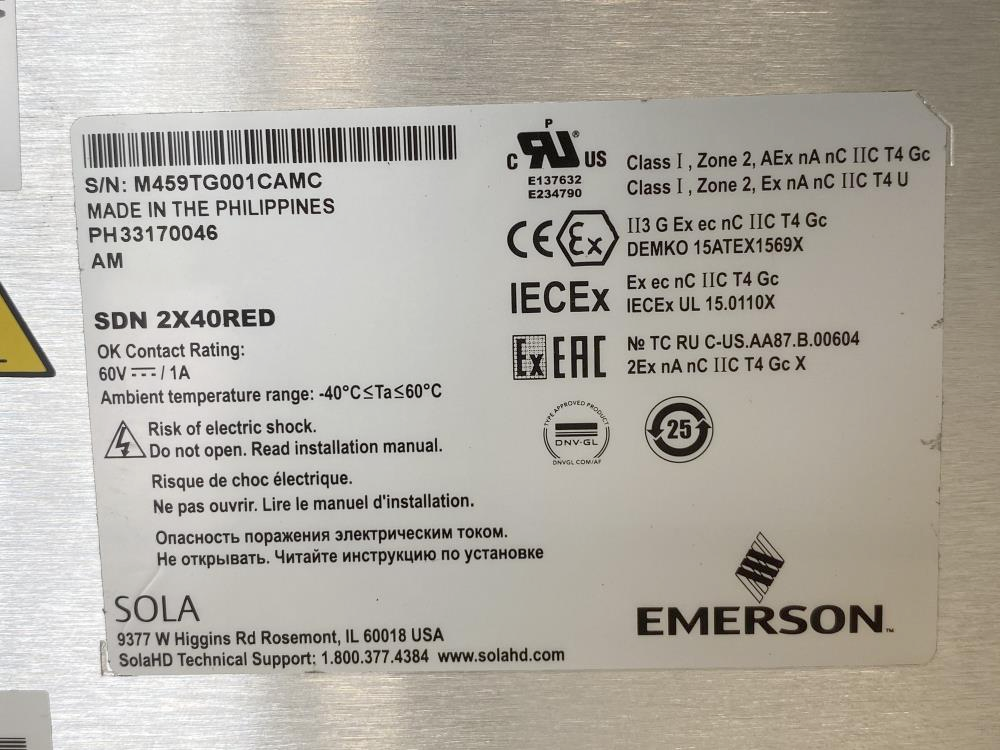 S/N: M459TG001CAMC
MADE IN THE PHILIPPINES
PH33170046
AM
SDN 2X40RED
OK Contact Rating:
60V ⎓ / 1A
Ambient temperature range: -40°C≤Ta≤60°C
Risk of electric shock.
Do not open. Read installation manual.
Risque de choc électrique.
Ne pas ouvrir. Lire le manuel d'installation.
Опасность поражения электрическим током.
Не открывать. Читайте инструкцию по установке
SOLA
9377 W Higgins Rd Rosemont, IL 60018 USA
SolaHD Technical Support: 1.800.377.4384 www.solahd.com
P
C RU ® US
E137632
E234790
Class I, Zone 2, AEx nA nC IIC T4 Gc
Class I, Zone 2, Ex nA nC IIC T4 U
CE Ex
II3 G Ex ec nC IIC T4 Gc
DEMKO 15ATEX1569X
IECEx
Ex ec nC IIC T4 Gc
IECEx UL 15.0110X
Ex EAC
№ TC RU C-US.AA87.B.00604
2Ex nA nC IIC T4 Gc X
TYPE APPROVED PRODUCT
DNV·GL
DNVGL.COM/AF
25
EMERSON™